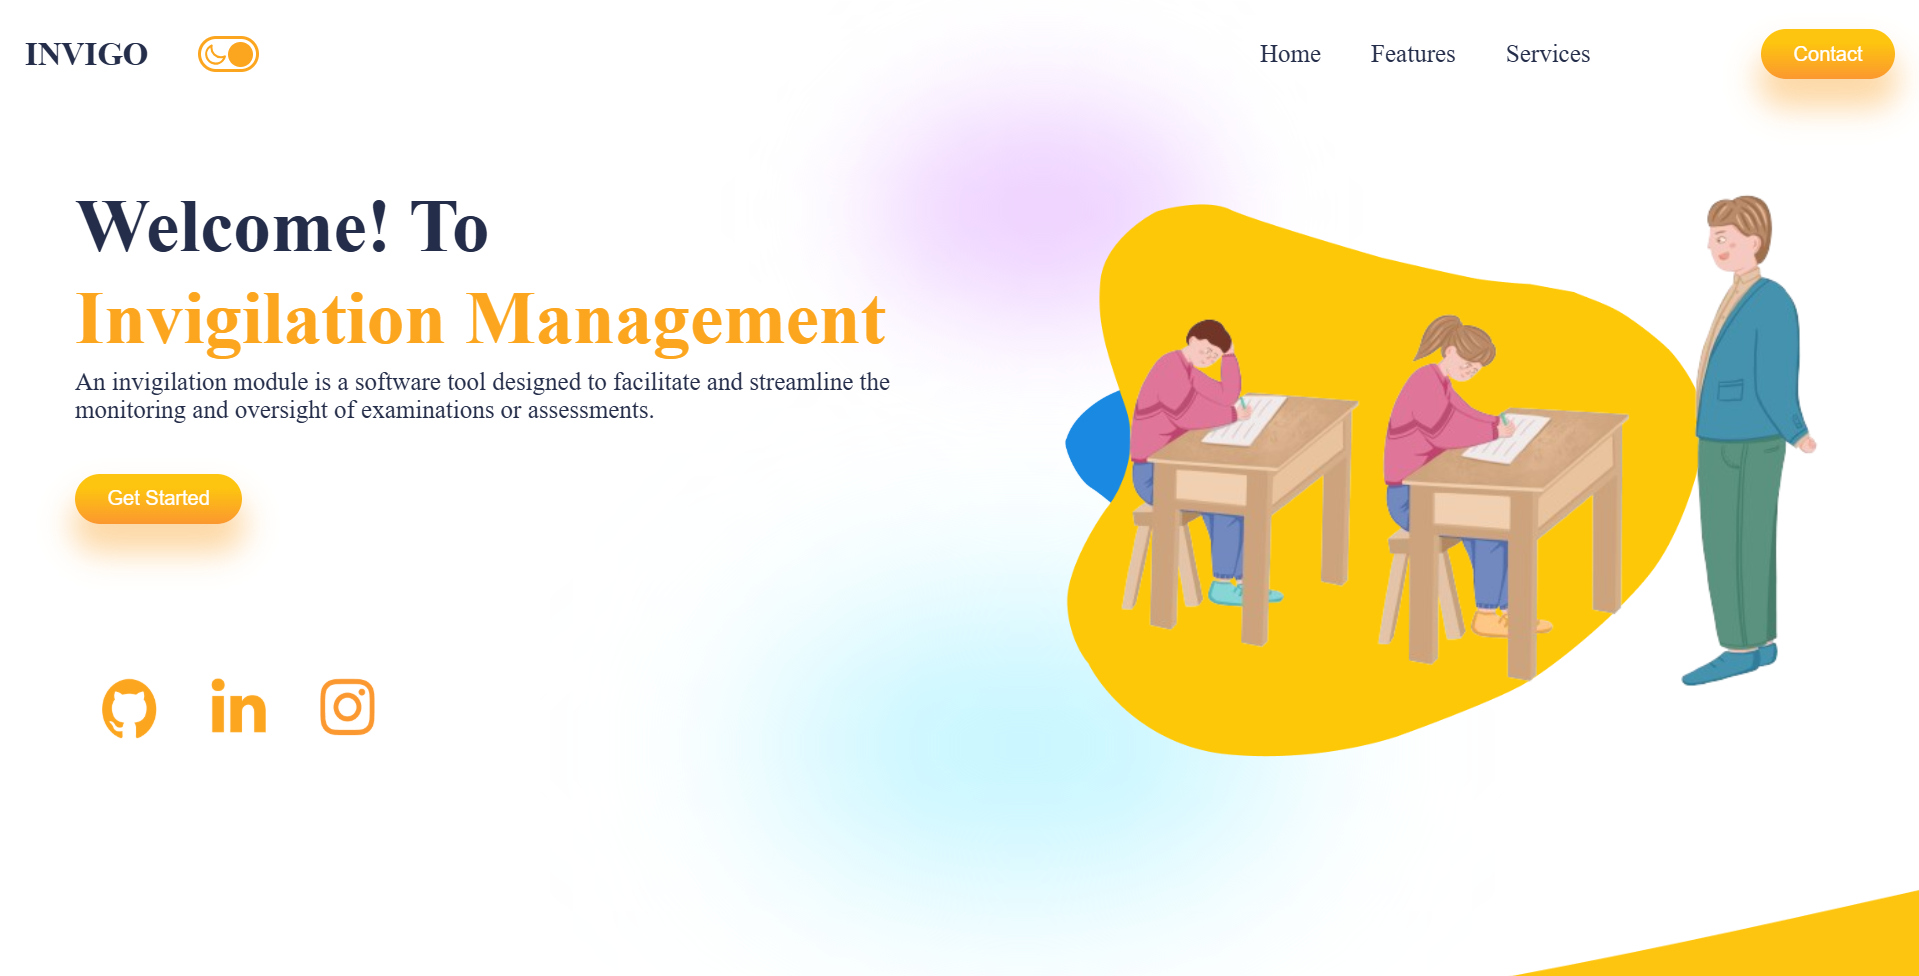 INVIGO
Home Features Services Contact
Welcome! To
Invigilation Management
An invigilation module is a software tool designed to facilitate and streamline the
monitoring and oversight of examinations or assessments.
Get Started
in